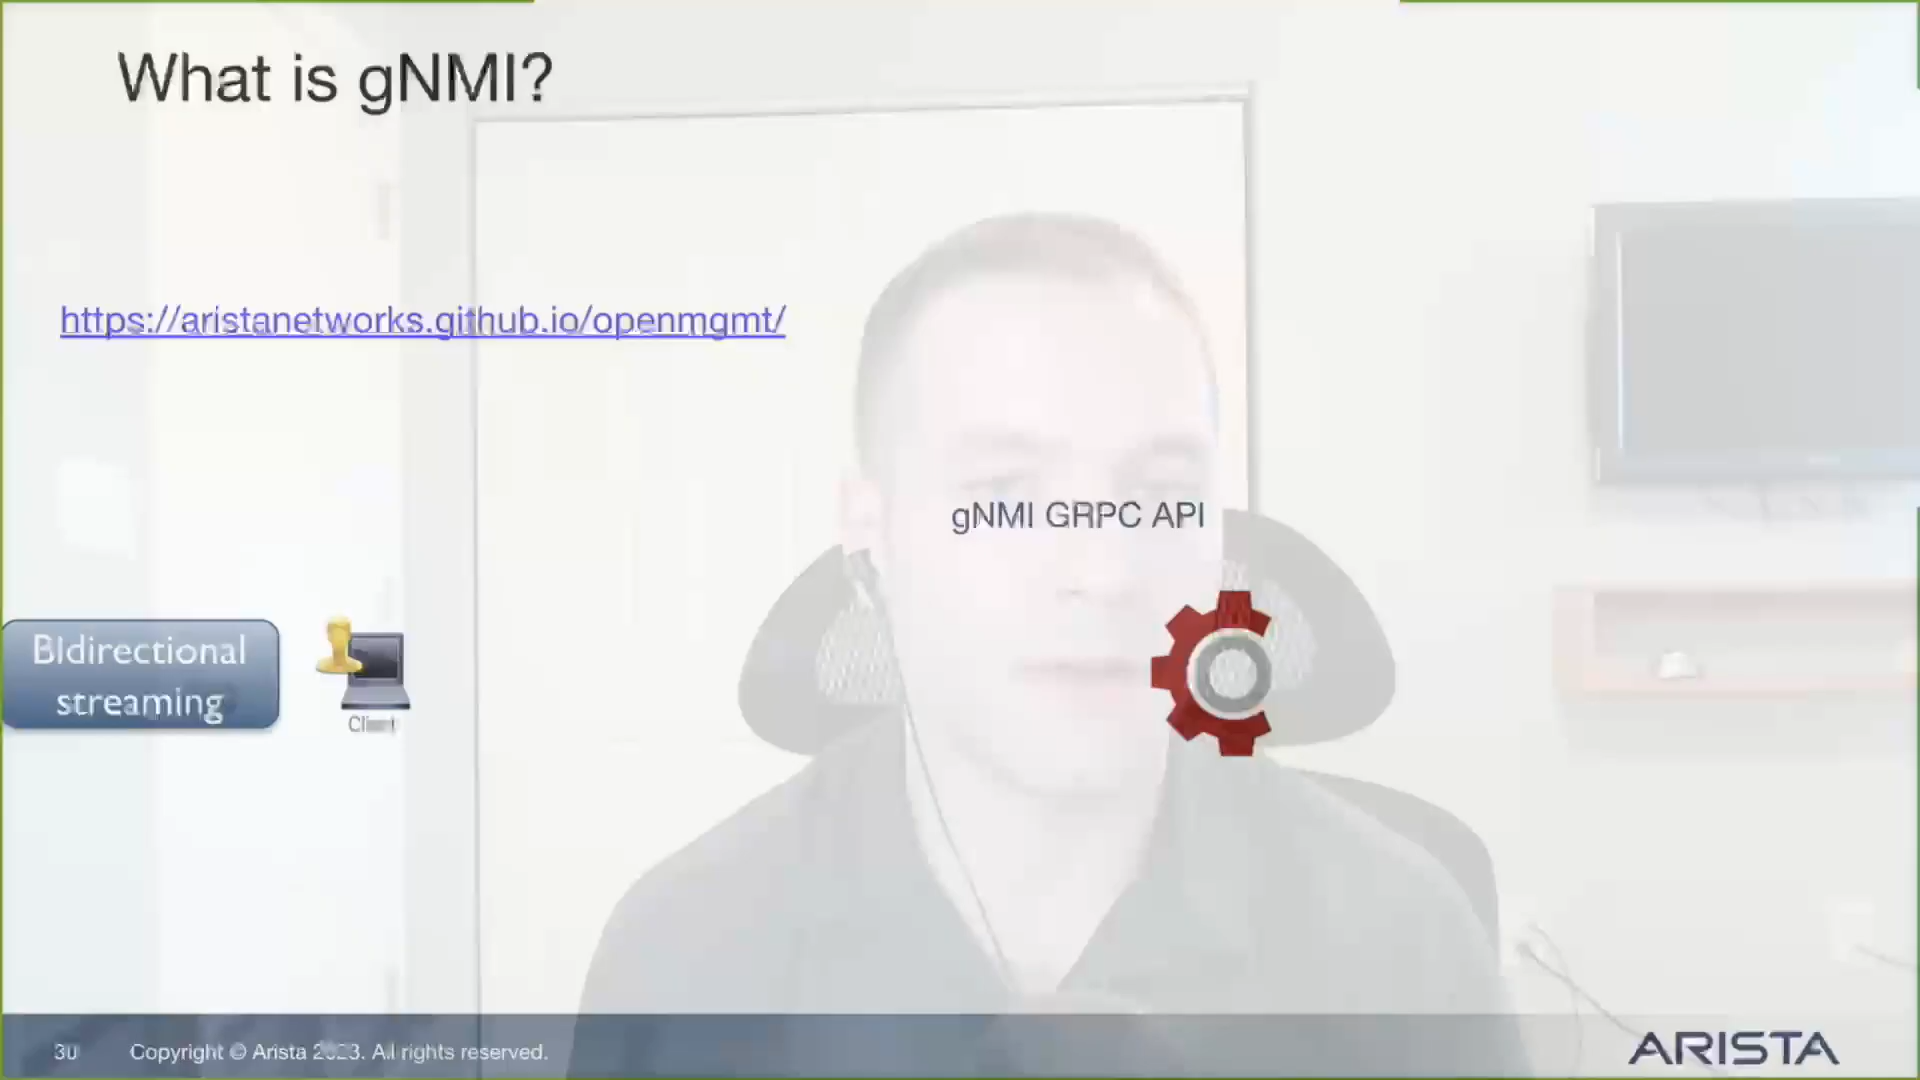 What is gNMI?
https://aristanetworks.github.io/openmgmt/
gNMI GRPC API
BIdirectional
streaming
Client
30 Copyright © Arista 2023. All rights reserved.
ARISTA